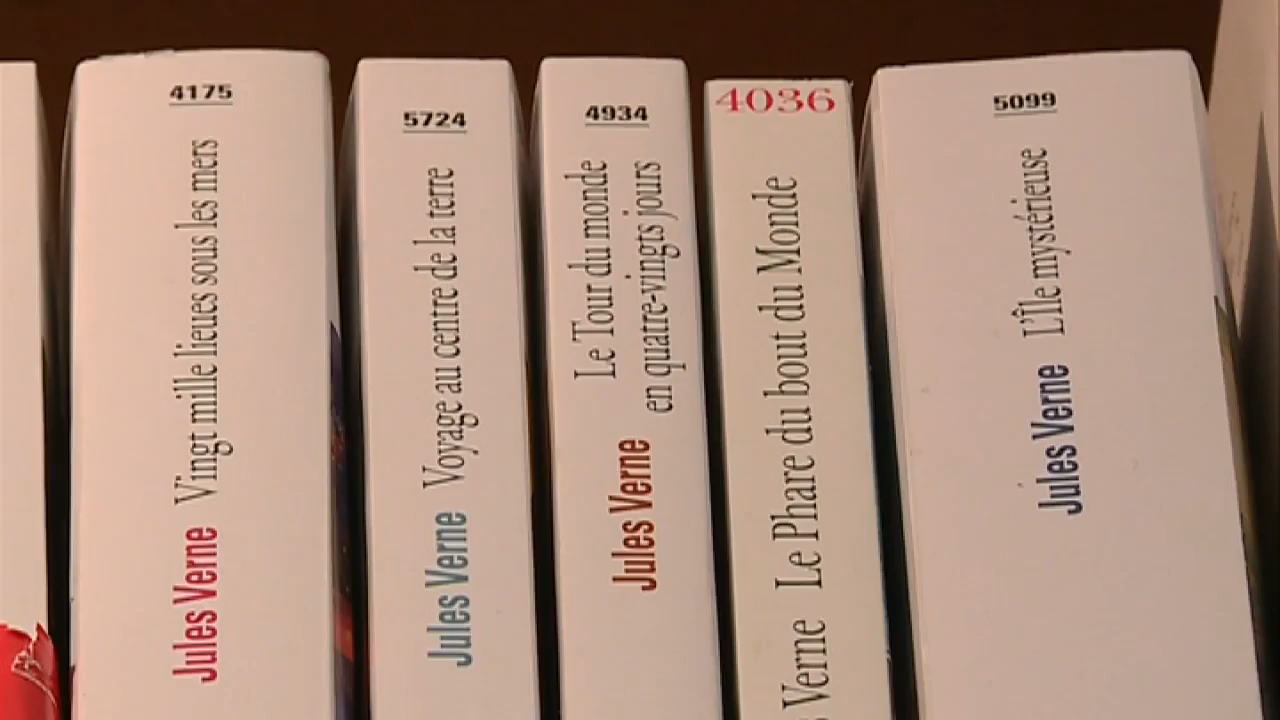 4175
Jules Verne Vingt mille lieues sous les mers
5724
Jules Verne Voyage au centre de la terre
4934
Jules Verne Le Tour du monde
en quatre-vingts jours
4036
Verne Le Phare du bout du Monde
5099
Jules Verne L'Île mystérieuse